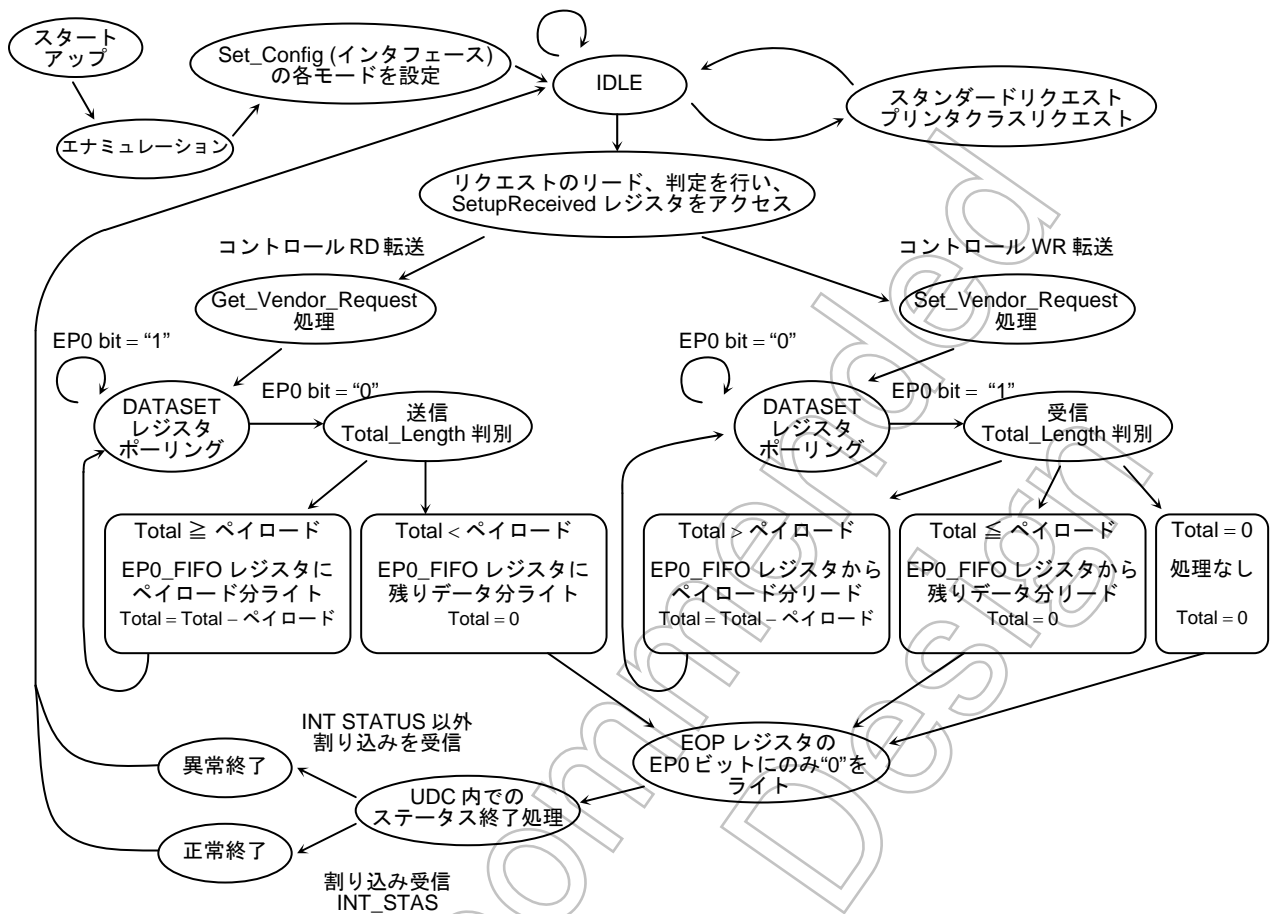 スタート
アップ
Set_Config (インタフェース)
の各モードを設定
IDLE
スタンダードリクエスト
プリンタクラスリクエスト
エナミュレーション
リクエストのリード、判定を行い、
SetupReceived レジスタをアクセス
コントロール RD 転送
コントロール WR 転送
Get_Vendor_Request
処理
Set_Vendor_Request
処理
EP0 bit = “1”
EP0 bit = “0”
EP0 bit = “0”
EP0 bit = “1”
DATASET
レジスタ
ポーリング
送信
Total_Length 判別
DATASET
レジスタ
ポーリング
受信
Total_Length 判別
Total ≧ ペイロード
EP0_FIFO レジスタに
ペイロード分ライト
Total = Total − ペイロード
Total < ペイロード
EP0_FIFO レジスタに
残りデータ分ライト
Total = 0
Total > ペイロード
EP0_FIFO レジスタから
ペイロード分リード
Total = Total − ペイロード
Total ≦ ペイロード
EP0_FIFO レジスタから
残りデータ分リード
Total = 0
Total = 0
処理なし
Total = 0
INT STATUS 以外
割り込みを受信
異常終了
EOP レジスタの
EP0 ビットにのみ“0”を
ライト
UDC 内での
ステータス終了処理
正常終了
割り込み受信
INT_STAS
ommended
Design